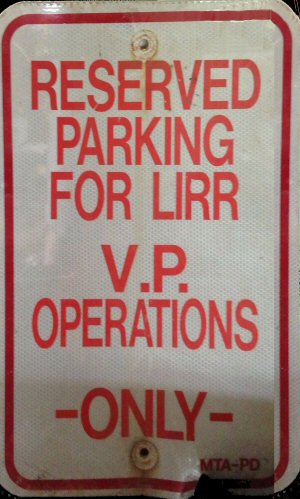 RESERVED
PARKING
FOR LIRR
V.P.
OPERATIONS
-ONLY-
MTA-PD